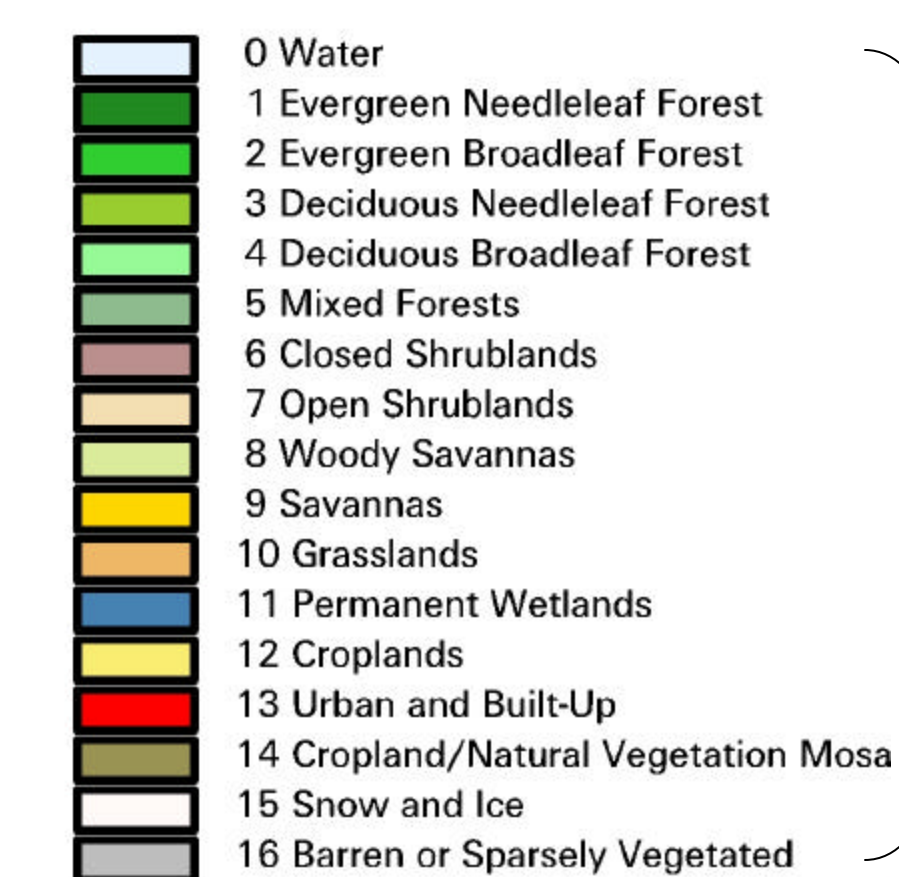 0 Water
1 Evergreen Needleleaf Forest
2 Evergreen Broadleaf Forest
3 Deciduous Needleleaf Forest
4 Deciduous Broadleaf Forest
5 Mixed Forests
6 Closed Shrublands
7 Open Shrublands
8 Woody Savannas
9 Savannas
10 Grasslands
11 Permanent Wetlands
12 Croplands
13 Urban and Built-Up
14 Cropland/Natural Vegetation Mosa
15 Snow and Ice
16 Barren or Sparsely Vegetated